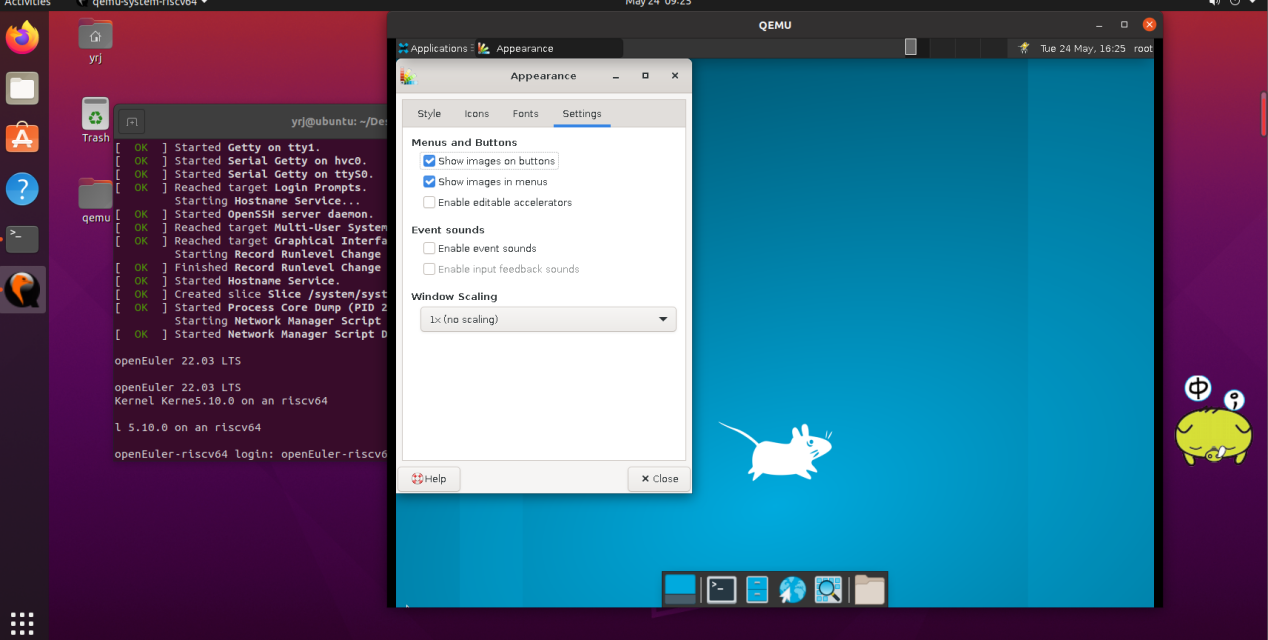 Activities
qemu-system-riscv64
May 24 09:25
yrj
Trash
qemu
yrj@ubuntu: ~/Des
[ OK ] Started Getty on tty1.
[ OK ] Started Serial Getty on hvc0.
[ OK ] Started Serial Getty on ttyS0.
[ OK ] Reached target Login Prompts.
Starting Hostname Service...
[ OK ] Started OpenSSH server daemon.
[ OK ] Reached target Multi-User System
[ OK ] Reached target Graphical Interfa
Starting Record Runlevel Change
[ OK ] Finished Record Runlevel Change
[ OK ] Started Hostname Service.
[ OK ] Created slice Slice /system/syst
[ OK ] Started Process Core Dump (PID 2
Starting Network Manager Script
[ OK ] Started Network Manager Script D
openEuler 22.03 LTS
openEuler 22.03 LTS
Kernel Kerne5.10.0 on an riscv64
l 5.10.0 on an riscv64
openEuler-riscv64 login: openEuler-riscv6
QEMU
Applications
Appearance
Tue 24 May, 16:25
root
Appearance
Style
Icons
Fonts
Settings
Menus and Buttons
Show images on buttons
Show images in menus
Enable editable accelerators
Event sounds
Enable event sounds
Enable input feedback sounds
Window Scaling
1x (no scaling)
Help
Close
中
；